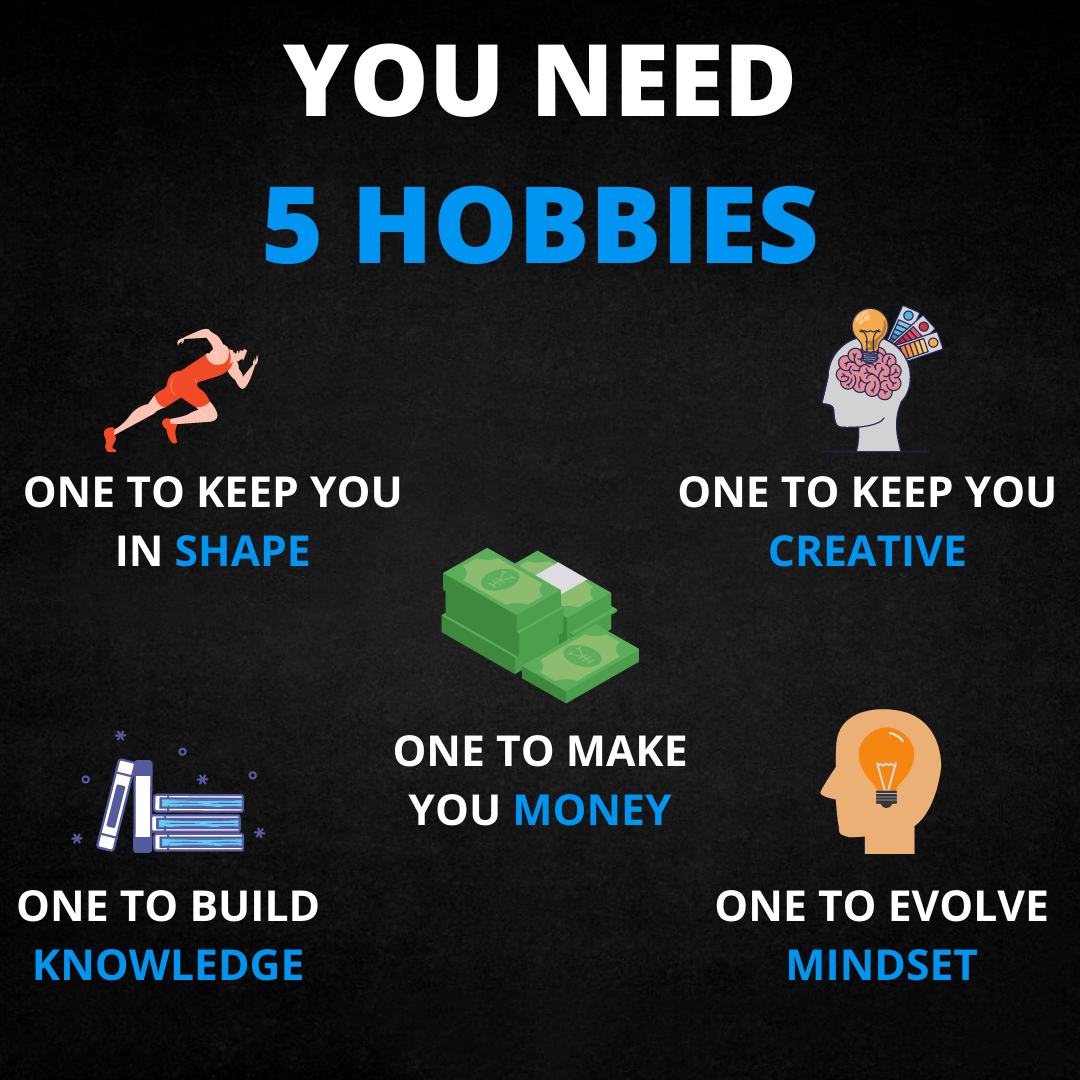 YOU NEED
5 HOBBIES
ONE TO KEEP YOU
IN SHAPE
ONE TO KEEP YOU
CREATIVE
ONE TO MAKE
YOU MONEY
ONE TO BUILD
KNOWLEDGE
ONE TO EVOLVE
MINDSET